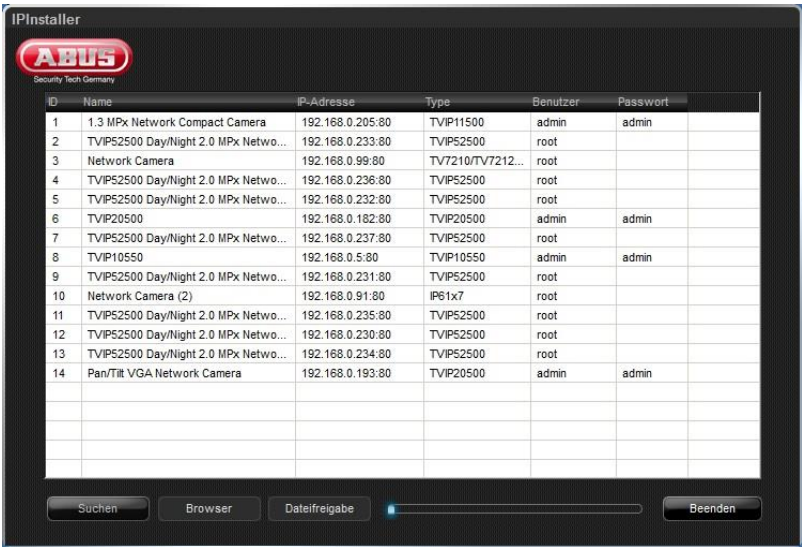 IPInstaller
ABUS
Security Tech Germany
ID Name IP-Adresse Type Benutzer Passwort
1 1.3 MPx Network Compact Camera 192.168.0.205:80 TVIP11500 admin admin
2 TVIP52500 Day/Night 2.0 MPx Netwo... 192.168.0.233:80 TVIP52500 root
3 Network Camera 192.168.0.99:80 TV7210/TV7212... root
4 TVIP52500 Day/Night 2.0 MPx Netwo... 192.168.0.236:80 TVIP52500 root
5 TVIP52500 Day/Night 2.0 MPx Netwo... 192.168.0.232:80 TVIP52500 root
6 TVIP20500 192.168.0.182:80 TVIP20500 admin admin
7 TVIP52500 Day/Night 2.0 MPx Netwo... 192.168.0.237:80 TVIP52500 root
8 TVIP10550 192.168.0.5:80 TVIP10550 admin admin
9 TVIP52500 Day/Night 2.0 MPx Netwo... 192.168.0.231:80 TVIP52500 root
10 Network Camera (2) 192.168.0.91:80 IP61x7 root
11 TVIP52500 Day/Night 2.0 MPx Netwo... 192.168.0.235:80 TVIP52500 root
12 TVIP52500 Day/Night 2.0 MPx Netwo... 192.168.0.230:80 TVIP52500 root
13 TVIP52500 Day/Night 2.0 MPx Netwo... 192.168.0.234:80 TVIP52500 root
14 Pan/Tilt VGA Network Camera 192.168.0.193:80 TVIP20500 admin admin
Suchen Browser Dateifreigabe Beenden